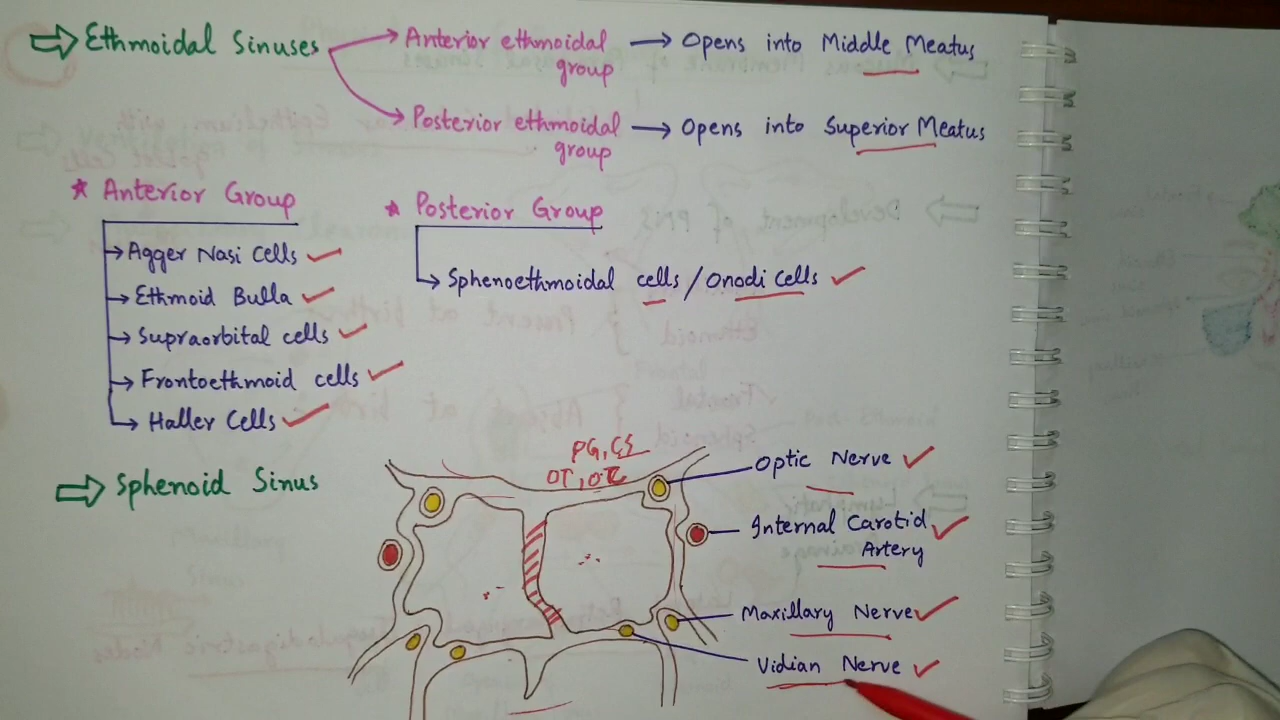 Ethmoidal Sinuses
Anterior ethmoidal group
Opens into Middle Meatus
Posterior ethmoidal group
Opens into Superior Meatus
* Anterior Group
Agger Nasi Cells
Ethmoid Bulla
Supraorbital cells
Frontoethmoid cells
Haller Cells
* Posterior Group
Sphenoethmoidal cells / Onodi cells
Sphenoid Sinus
PG, CS
OT,
Optic Nerve
Internal Carotid
Artery
Maxillary Nerve
Vidian Nerve